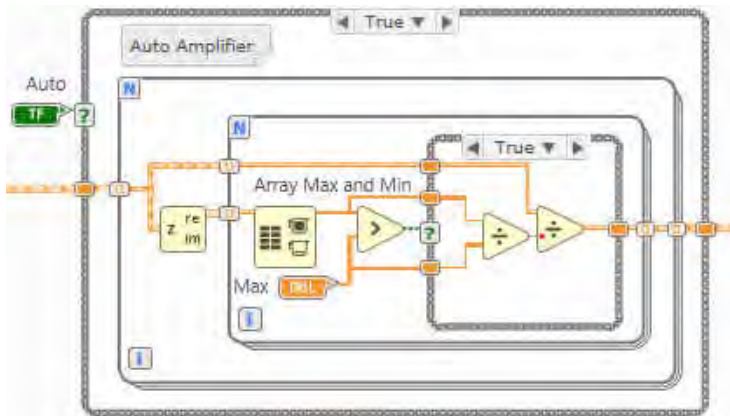 True
Auto Amplifier
Auto
TF
?
N
N
True
Array Max and Min
z re im
>
?
÷
÷
Max
DBL
i
i